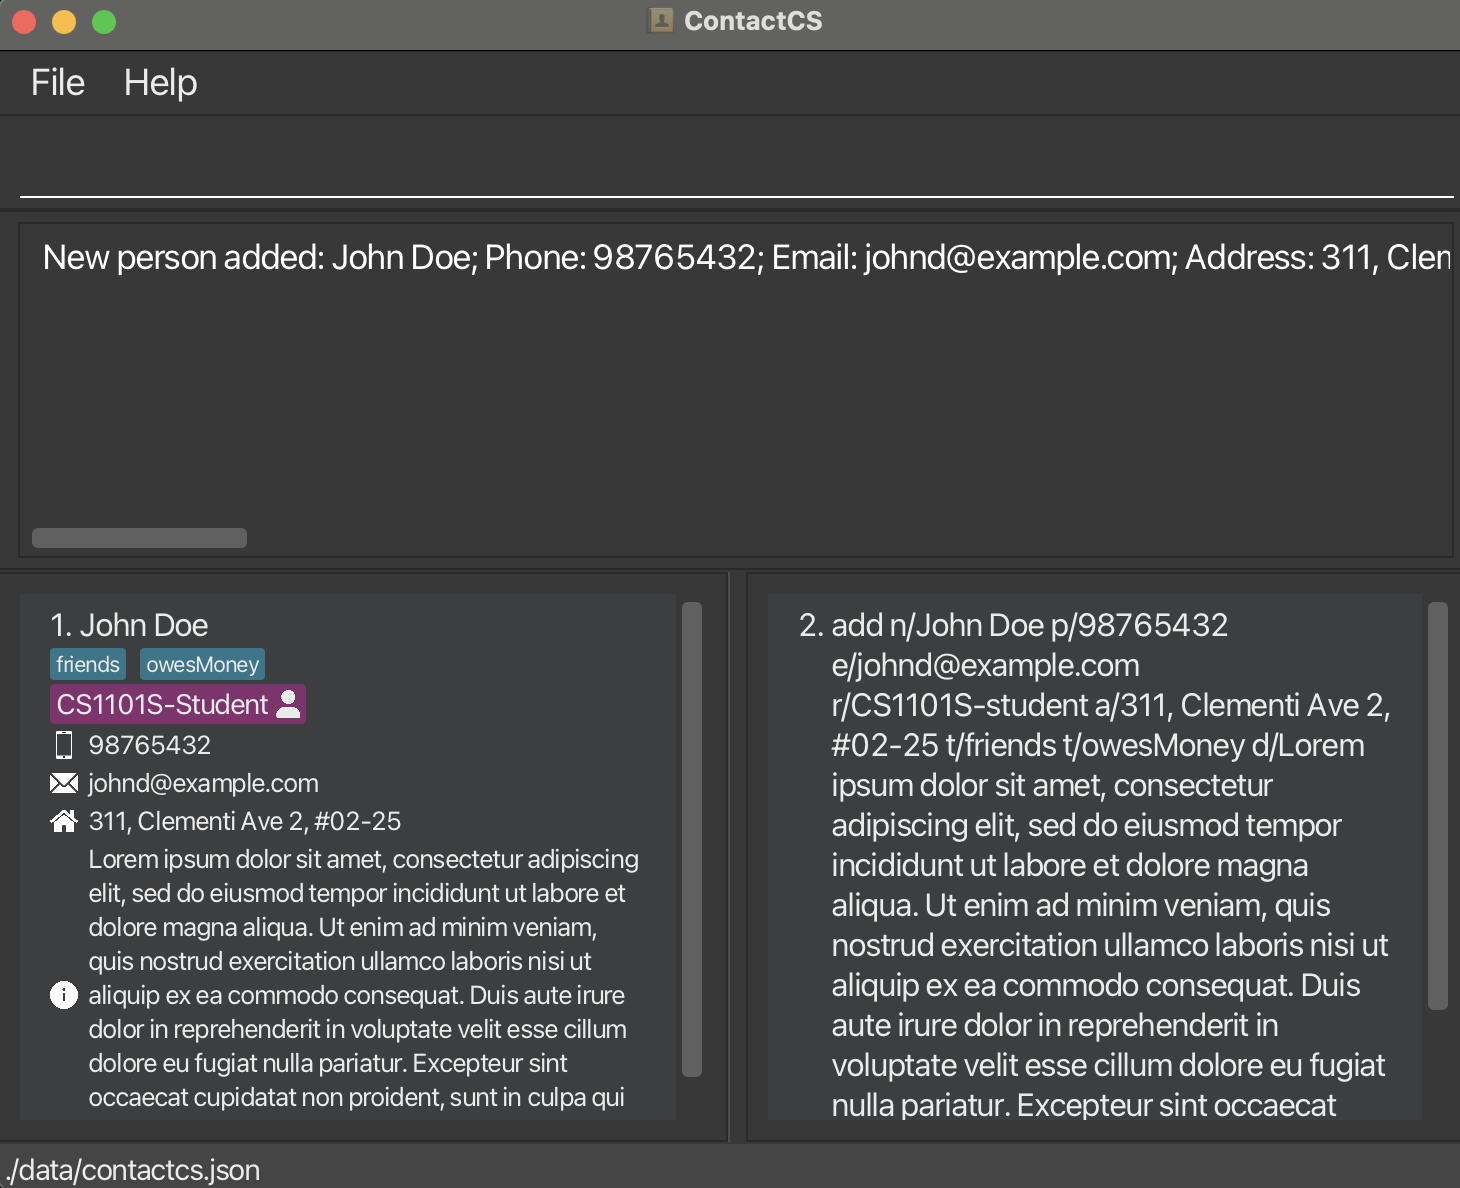 ContactCS
File Help
New person added: John Doe; Phone: 98765432; Email: johnd@example.com; Address: 311, Clem
1. John Doe
friends owesMoney
CS1101S-Student
98765432
johnd@example.com
311, Clementi Ave 2, #02-25
Lorem ipsum dolor sit amet, consectetur adipiscing
elit, sed do eiusmod tempor incididunt ut labore et
dolore magna aliqua. Ut enim ad minim veniam,
quis nostrud exercitation ullamco laboris nisi ut
aliquip ex ea commodo consequat. Duis aute irure
dolor in reprehenderit in voluptate velit esse cillum
dolore eu fugiat nulla pariatur. Excepteur sint
occaecat cupidatat non proident, sunt in culpa qui
2. add n/John Doe p/98765432
e/johnd@example.com
r/CS1101S-student a/311, Clementi Ave 2,
#02-25 t/friends t/owesMoney d/Lorem
ipsum dolor sit amet, consectetur
adipiscing elit, sed do eiusmod tempor
incididunt ut labore et dolore magna
aliqua. Ut enim ad minim veniam, quis
nostrud exercitation ullamco laboris nisi ut
aliquip ex ea commodo consequat. Duis
aute irure dolor in reprehenderit in
voluptate velit esse cillum dolore eu fugiat
nulla pariatur. Excepteur sint occaecat
./data/contactcs.json